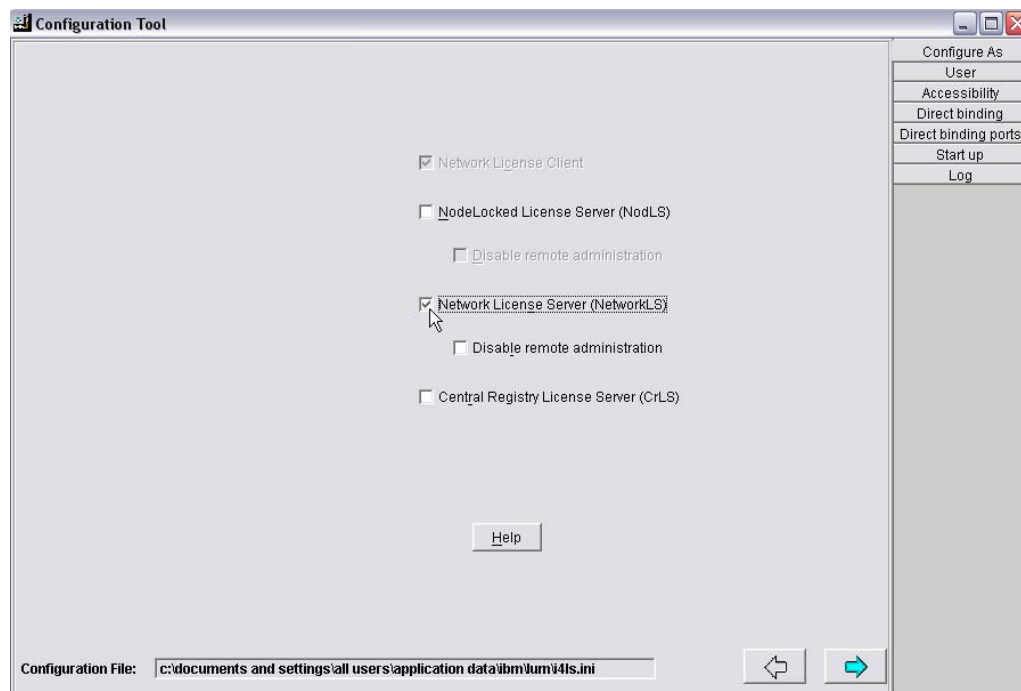 Configuration Tool
Configure As
User
Accessibility
Direct binding
Direct binding ports
Start up
Log
Network License Client
NodeLocked License Server (NodLS)
Disable remote administration
Network License Server (NetworkLS)
Disable remote administration
Central Registry License Server (CrLS)
Help
Configuration File: c:\documents and settings\all users\application data\ibm\lum\i4ls.ini